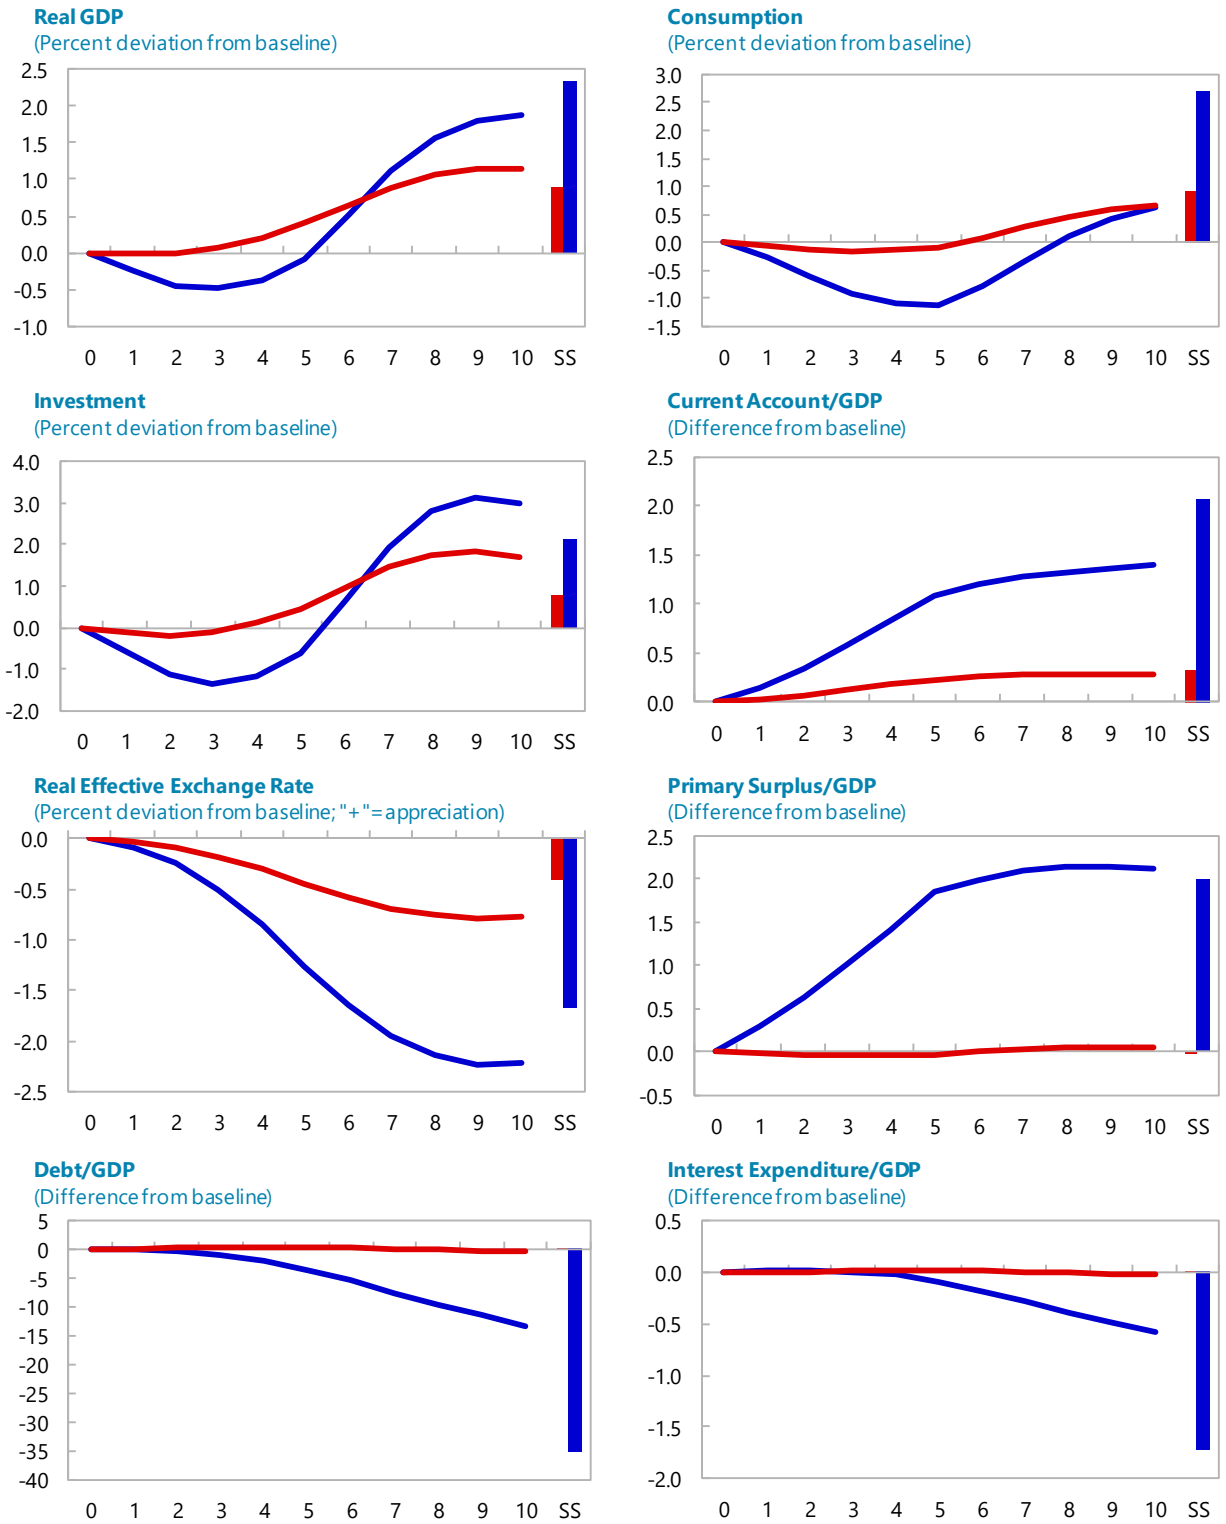 Real GDP
(Percent deviation from baseline)
2.5
2.0
1.5
1.0
0.5
0.0
-0.5
-1.0
0 1 2 3 4 5 6 7 8 9 10 SS
Consumption
(Percent deviation from baseline)
3.0
2.5
2.0
1.5
1.0
0.5
0.0
-0.5
-1.0
-1.5
0 1 2 3 4 5 6 7 8 9 10 SS
Investment
(Percent deviation from baseline)
4.0
3.0
2.0
1.0
0.0
-1.0
-2.0
0 1 2 3 4 5 6 7 8 9 10 SS
Current Account/GDP
(Difference from baseline)
2.5
2.0
1.5
1.0
0.5
0.0
0 1 2 3 4 5 6 7 8 9 10 SS
Real Effective Exchange Rate
(Percent deviation from baseline; "+"= appreciation)
0.0
-0.5
-1.0
-1.5
-2.0
-2.5
0 1 2 3 4 5 6 7 8 9 10 SS
Primary Surplus/GDP
(Difference from baseline)
2.5
2.0
1.5
1.0
0.5
0.0
-0.5
0 1 2 3 4 5 6 7 8 9 10 SS
Debt/GDP
(Difference from baseline)
5
0
-5
-10
-15
-20
-25
-30
-35
-40
0 1 2 3 4 5 6 7 8 9 10 SS
Interest Expenditure/GDP
(Difference from baseline)
0.5
0.0
-0.5
-1.0
-1.5
-2.0
0 1 2 3 4 5 6 7 8 9 10 SS